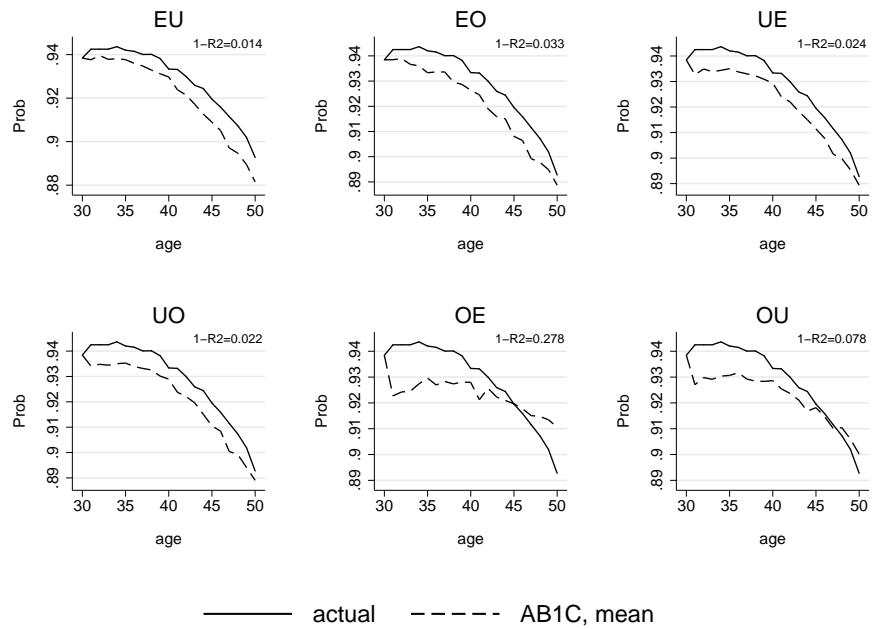 EU
1−R2=0.014
Prob
.94
.92
.9
.88
30 35 40 45 50
age
EO
1−R2=0.033
Prob
.94
.93
.92
.91
.9
.89
30 35 40 45 50
age
UE
1−R2=0.024
Prob
.94
.93
.92
.91
.9
.89
30 35 40 45 50
age
UO
1−R2=0.022
Prob
.94
.93
.92
.91
.9
.89
30 35 40 45 50
age
OE
1−R2=0.278
Prob
.94
.93
.92
.91
.9
.89
30 35 40 45 50
age
OU
1−R2=0.078
Prob
.94
.93
.92
.91
.9
.89
30 35 40 45 50
age
actual AB1C, mean